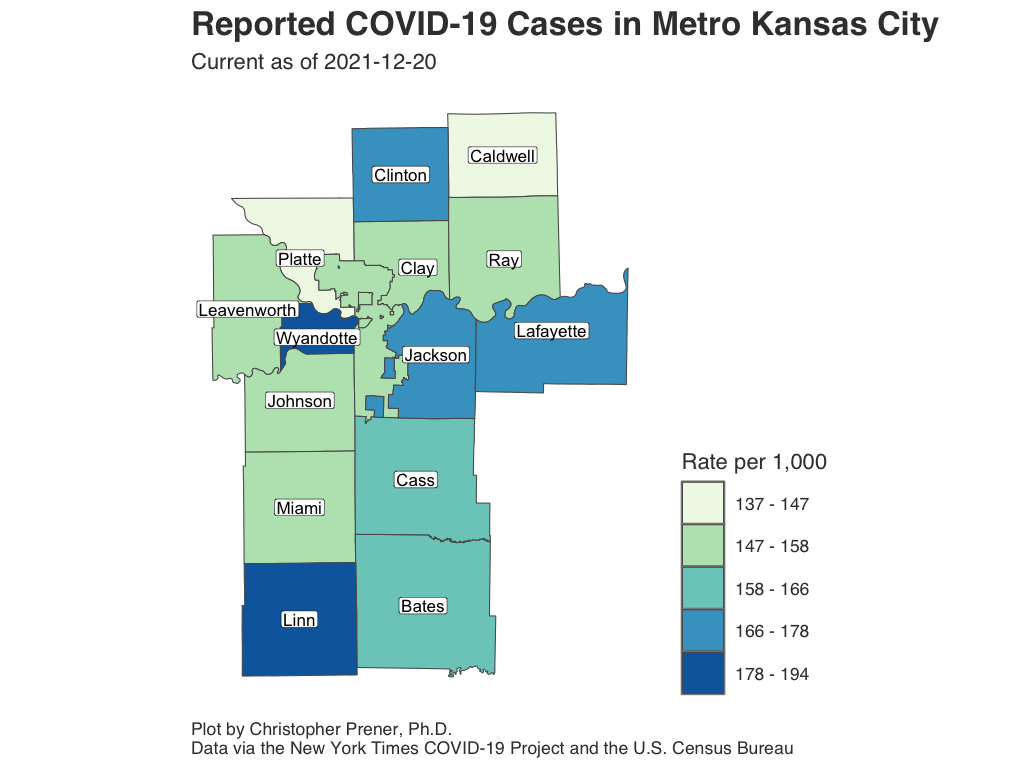 Reported COVID-19 Cases in Metro Kansas City
Current as of 2021-12-20
Caldwell
Clinton
Platte
Clay
Ray
Leavenworth
Wyandotte
Jackson
Lafayette
Johnson
Cass
Miami
Bates
Linn
Rate per 1,000
137 - 147
147 - 158
158 - 166
166 - 178
178 - 194
Plot by Christopher Prener, Ph.D.
Data via the New York Times COVID-19 Project and the U.S. Census Bureau